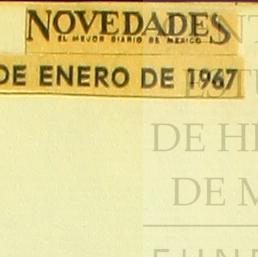 NOVEDADES
EL MEJOR DIARIO DE MEXICO
DE ENERO DE 1967
DE H
DE M